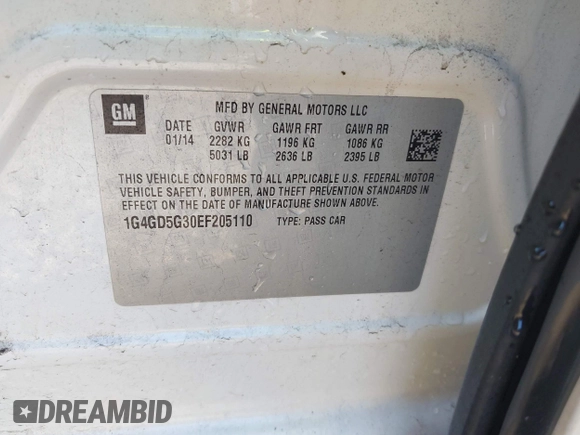 GM
MFD BY GENERAL MOTORS LLC
DATE GVWR GAWR FRT GAWR RR
01/14 2282 KG 1196 KG 1086 KG
5031 LB 2636 LB 2395 LB
THIS VEHICLE CONFORMS TO ALL APPLICABLE U.S. FEDERAL MOTOR
VEHICLE SAFETY, BUMPER, AND THEFT PREVENTION STANDARDS IN
EFFECT ON THE DATE OF MANUFACTURE SHOWN ABOVE.
1G4GD5G30EF205110 TYPE: PASS CAR
DREAMBID